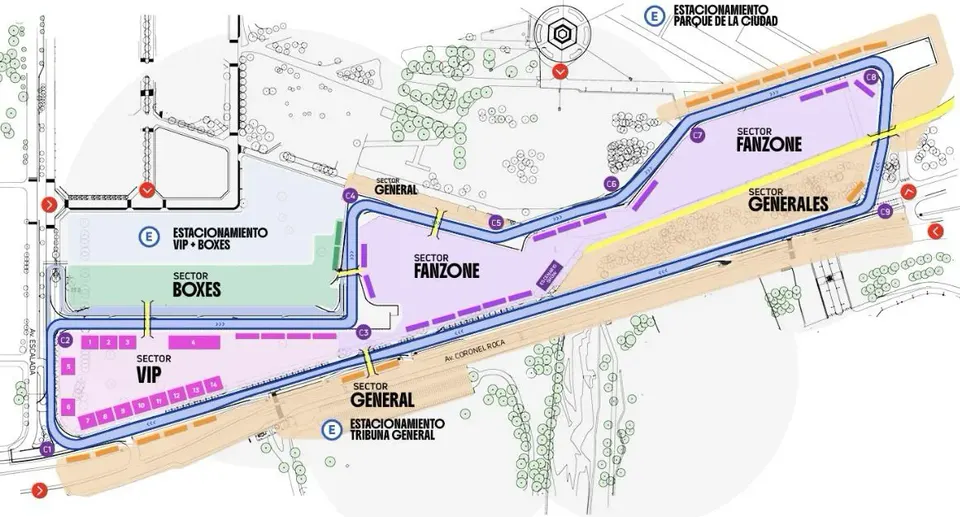 E
ESTACIONAMIENTO
PARQUE DE LA CIUDAD
C8
C7
SECTOR
FANZONE
C6
SECTOR
GENERAL
C4
C5
SECTOR
GENERALES
C9
E
ESTACIONAMIENTO
VIP + BOXES
SECTOR
BOXES
SECTOR
FANZONE
ESCENARIO
C2
1 2 3 4
C3
5
SECTOR
VIP
6
7 8 9 10 11 12 13 14
AV. ESCALADA
AV. CORONEL ROCA
SECTOR
GENERAL
C1
E
ESTACIONAMIENTO
TRIBUNA GENERAL